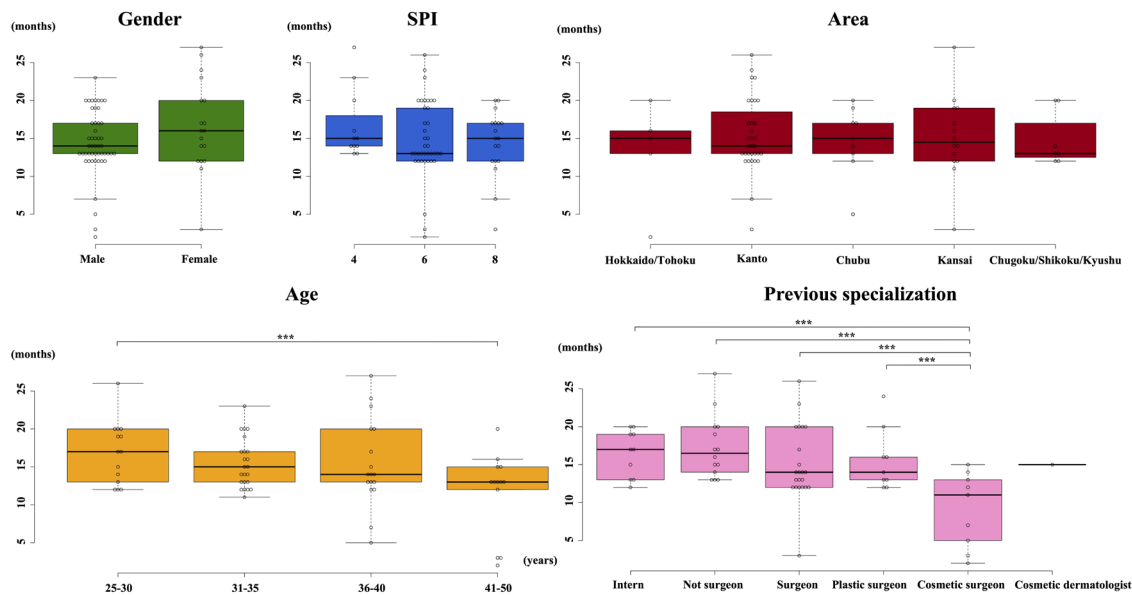 Gender
(months)
5 10 15 20 25
Male Female
SPI
(months)
5 10 15 20 25
4 6 8
Area
(months)
5 10 15 20 25
Hokkaido/Tohoku Kanto Chubu Kansai Chugoku/Shikoku/Kyushu
Age
***
(months)
5 10 15 20 25
(years)
25-30 31-35 36-40 41-50
Previous specialization
***
***
***
***
(months)
5 10 15 20 25
Intern Not surgeon Surgeon Plastic surgeon Cosmetic surgeon Cosmetic dermatologist